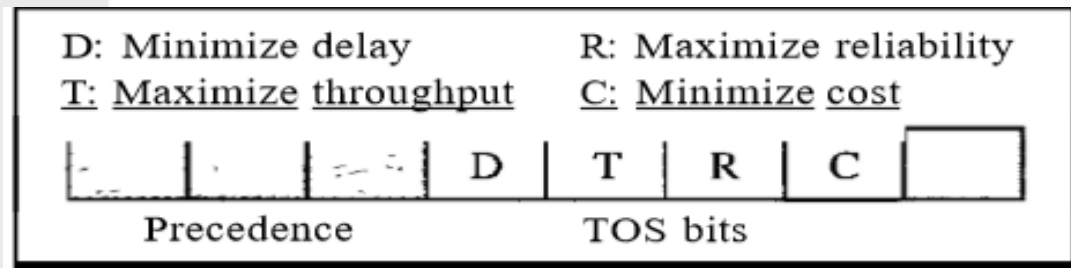 D: Minimize delay R: Maximize reliability
T: Maximize throughput C: Minimize cost
D T R C
Precedence TOS bits